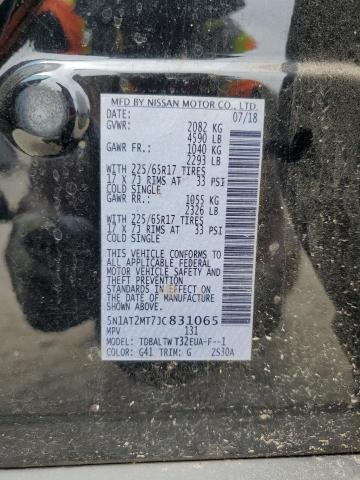 MFD BY NISSAN MOTOR CO., LTD.
DATE: 07/18
GVWR: 2082 KG
4590 LB
GAWR FR.: 1040 KG
2293 LB
WITH 225/65R17 TIRES
17 X 7J RIMS AT 33 PSI
COLD SINGLE
GAWR RR.: 1055 KG
2326 LB
WITH 225/65R17 TIRES
17 X 7J RIMS AT 33 PSI
COLD SINGLE
THIS VEHICLE CONFORMS TO
ALL APPLICABLE FEDERAL
MOTOR VEHICLE SAFETY AND
THEFT PREVENTION
STANDARDS IN EFFECT ON
THE DATE OF MANUFACTURE
SHOWN ABOVE.
5N1AT2MT7JC831065
MPV 131
MODEL: TDBALTW T32EUA-F--1
COLOR: G41 TRIM: G ZS30A